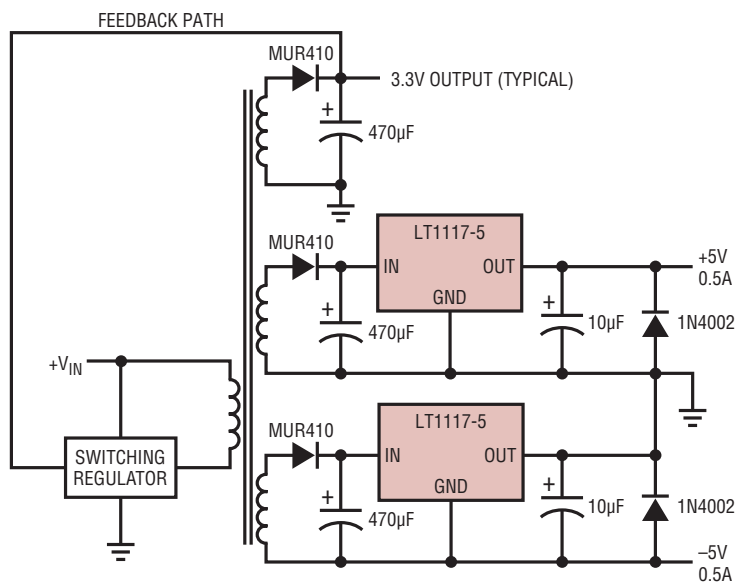 FEEDBACK PATH
MUR410
3.3V OUTPUT (TYPICAL)
+
470µF
MUR410
LT1117-5
IN
OUT
GND
+5V
0.5A
+
470µF
+
10µF
1N4002
+VIN
SWITCHING
REGULATOR
MUR410
LT1117-5
IN
OUT
GND
+
470µF
+
10µF
1N4002
–5V
0.5A